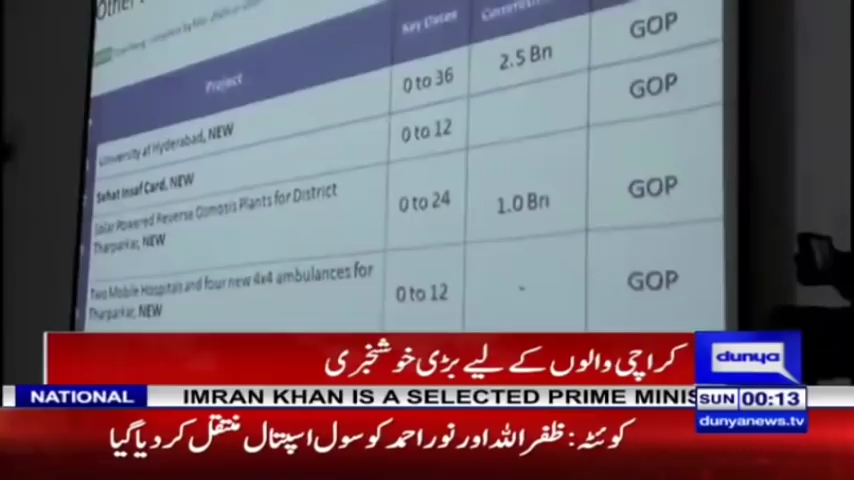 Other
Project
Key Dates
University at Hyderabad, NEW
0 to 36
2.5 Bn
GOP
Sehat Insaf Card, NEW
0 to 12
GOP
Solar Powered Reverse Osmosis Plants for District
Tharparkar, NEW
0 to 24
1.0 Bn
GOP
Two Mobile Hospitals and four new 4x4 ambulances for
Tharparkar, NEW
0 to 12
-
GOP
کراچی والوں کے لیے بڑی خوشخبری
dunya
NATIONAL
IMRAN KHAN IS A SELECTED PRIME MINIS
SUN 00:13
dunyanews.tv
کوئٹہ: ظفراللہ اور نور احمد کو سول اسپتال منتقل کر دیا گیا